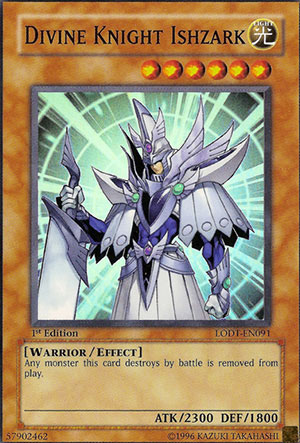 DIVINE KNIGHT ISHZARK
LIGHT
光
1st Edition
LODT-EN091
[WARRIOR/EFFECT]
Any monster this card destroys by battle is removed from
play.
ATK/2300 DEF/1800
57902462
©1996 KAZUKI TAKAHASHI